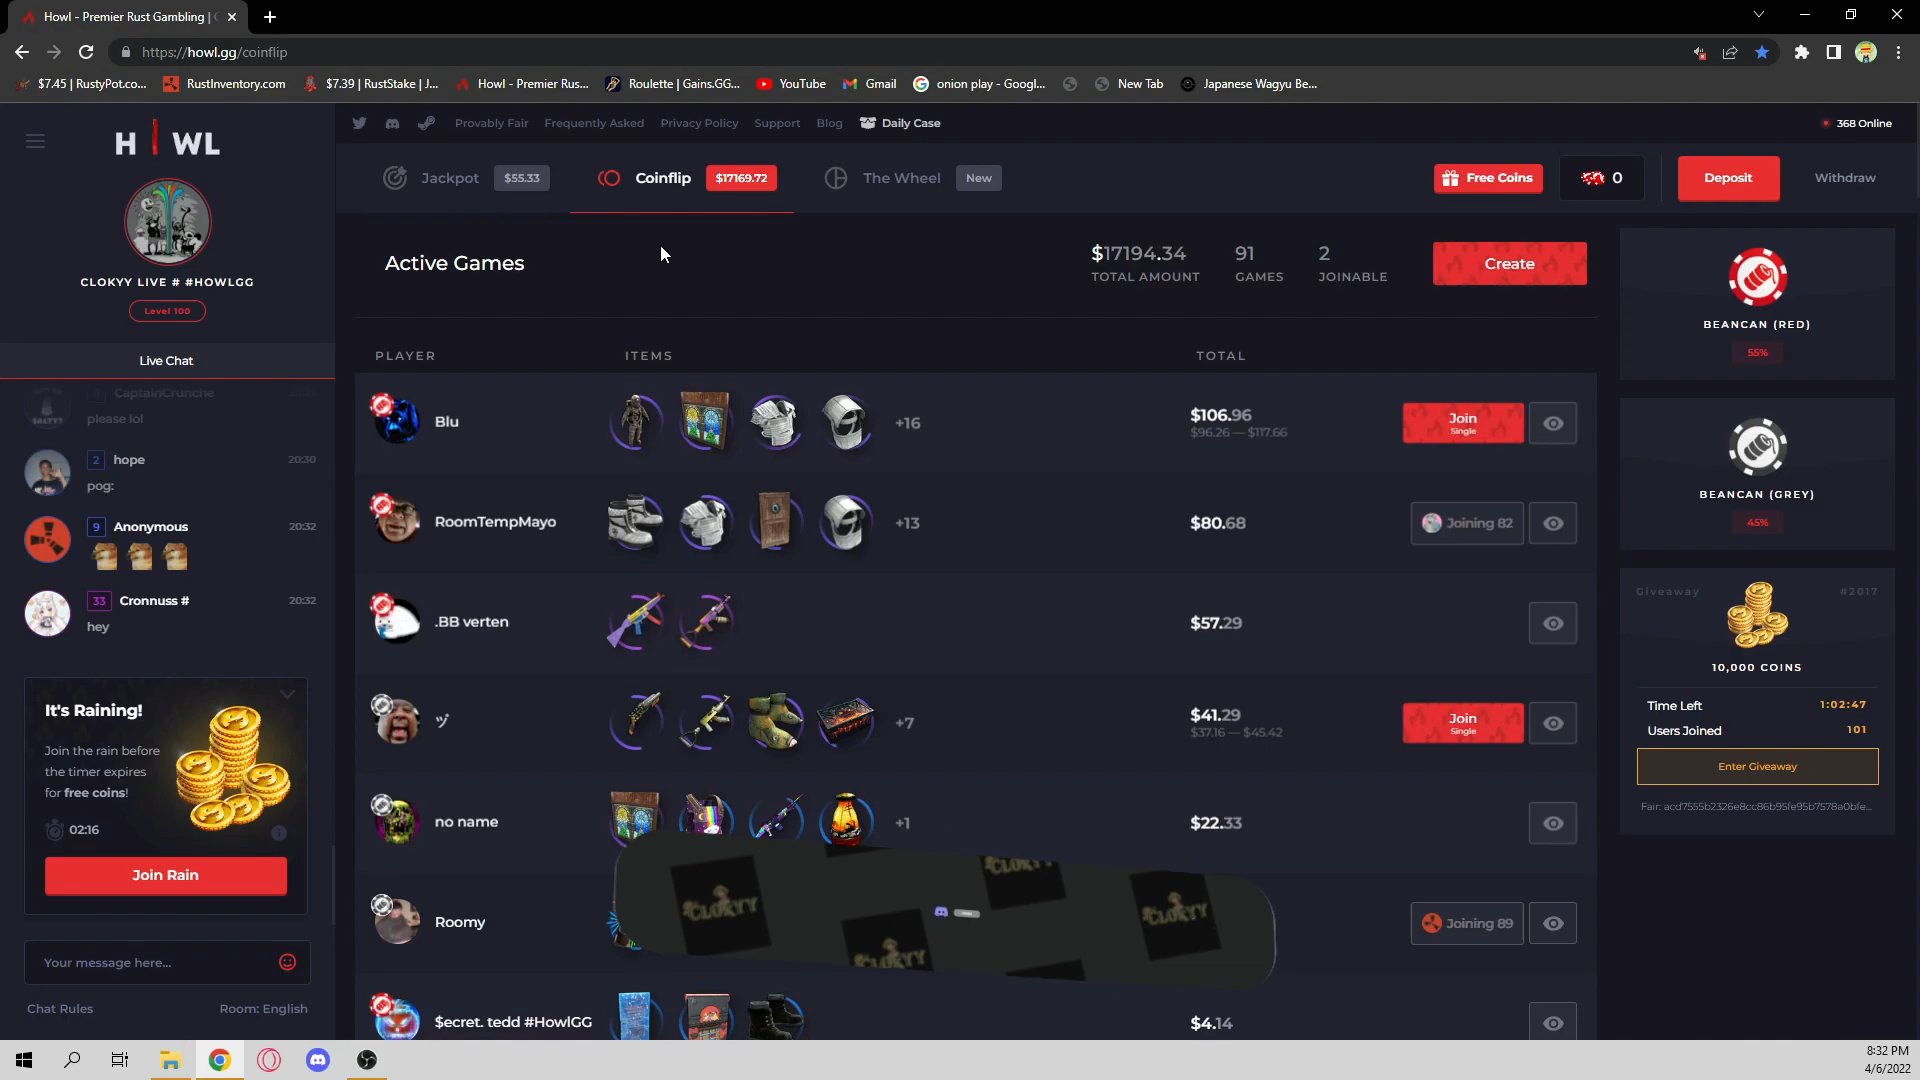 Howl - Premier Rust Gambling | C
https://howl.gg/coinflip
$7.45 | RustyPot.co...
RustInventory.com
$7.39 | RustStake | J...
Howl - Premier Rus...
Roulette | Gains.GG...
YouTube
Gmail
onion play - Googl...
New Tab
Japanese Wagyu Be...
H WL
Provably Fair
Frequently Asked
Privacy Policy
Support
Blog
Daily Case
368 Online
Jackpot
$55.33
Coinflip
$17169.72
The Wheel
New
Free Coins
0
Deposit
Withdraw
CLOKYY LIVE # #HOWLGG
Level 100
Live Chat
CaptainCrunche
please lol
2 hope 20:30
pog:
9 Anonymous 20:32
33 Cronnuss # 20:32
hey
It's Raining!
Join the rain before
the timer expires
for free coins!
02:16
Join Rain
Your message here...
Chat Rules
Room: English
Active Games
$17194.34
TOTAL AMOUNT
91
GAMES
2
JOINABLE
Create
PLAYER
ITEMS
TOTAL
Blu
+16
$106.96
$96.26 — $117.66
Join
Single
RoomTempMayo
+13
$80.68
Joining 82
.BB verten
$57.29
ヅ
+7
$41.29
$37.16 — $45.42
Join
Single
no name
+1
$22.33
Roomy
CLOKYY
CLOKYY
CLOKYY
CLOKYY
Joining 89
$ecret. tedd #HowlGG
$4.14
BEANCAN (RED)
55%
BEANCAN (GREY)
45%
Giveaway
#2017
10,000 COINS
Time Left 1:02:47
Users Joined 101
Enter Giveaway
Fair: acd7555b2326e8cc86b95fe95b7578a0bfe...
8:32 PM
4/6/2022